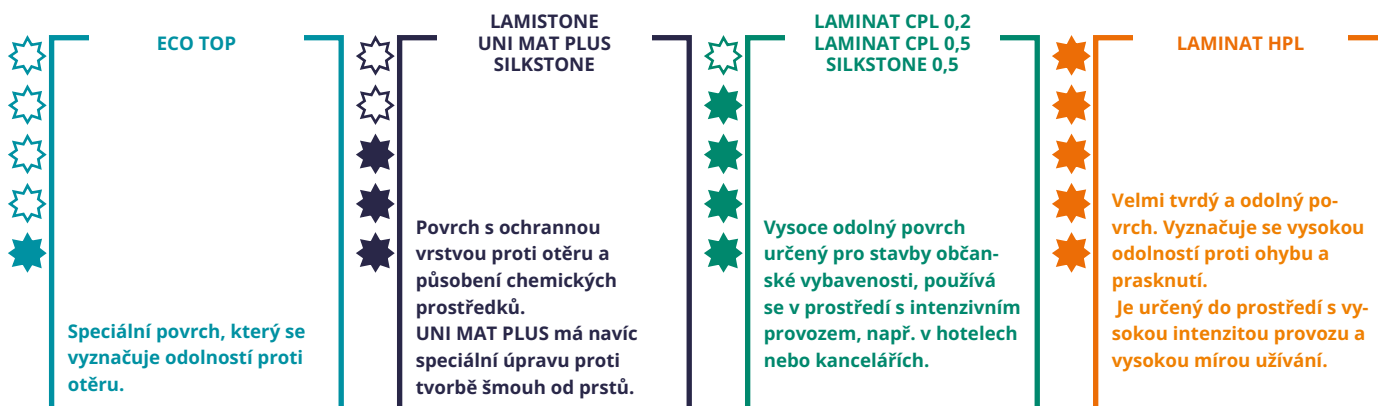 ECO TOP
Speciální povrch, který se
vyznačuje odolností proti
otěru.
LAMISTONE
UNI MAT PLUS
SILKSTONE
Povrch s ochrannou
vrstvou proti otěru a
působení chemických
prostředků.
UNI MAT PLUS má navíc
speciální úpravu proti
tvorbě šmouh od prstů.
LAMINAT CPL 0,2
LAMINAT CPL 0,5
SILKSTONE 0,5
Vysoce odolný povrch
určený pro stavby občan-
ské vybavenosti, používá
se v prostředí s intenzivním
provozem, např. v hotelech
nebo kancelářích.
LAMINAT HPL
Velmi tvrdý a odolný po-
vrch. Vyznačuje se vysokou
odolností proti ohybu a
prasknutí.
Je určený do prostředí s vy-
sokou intenzitou provozu a
vysokou mírou užívání.